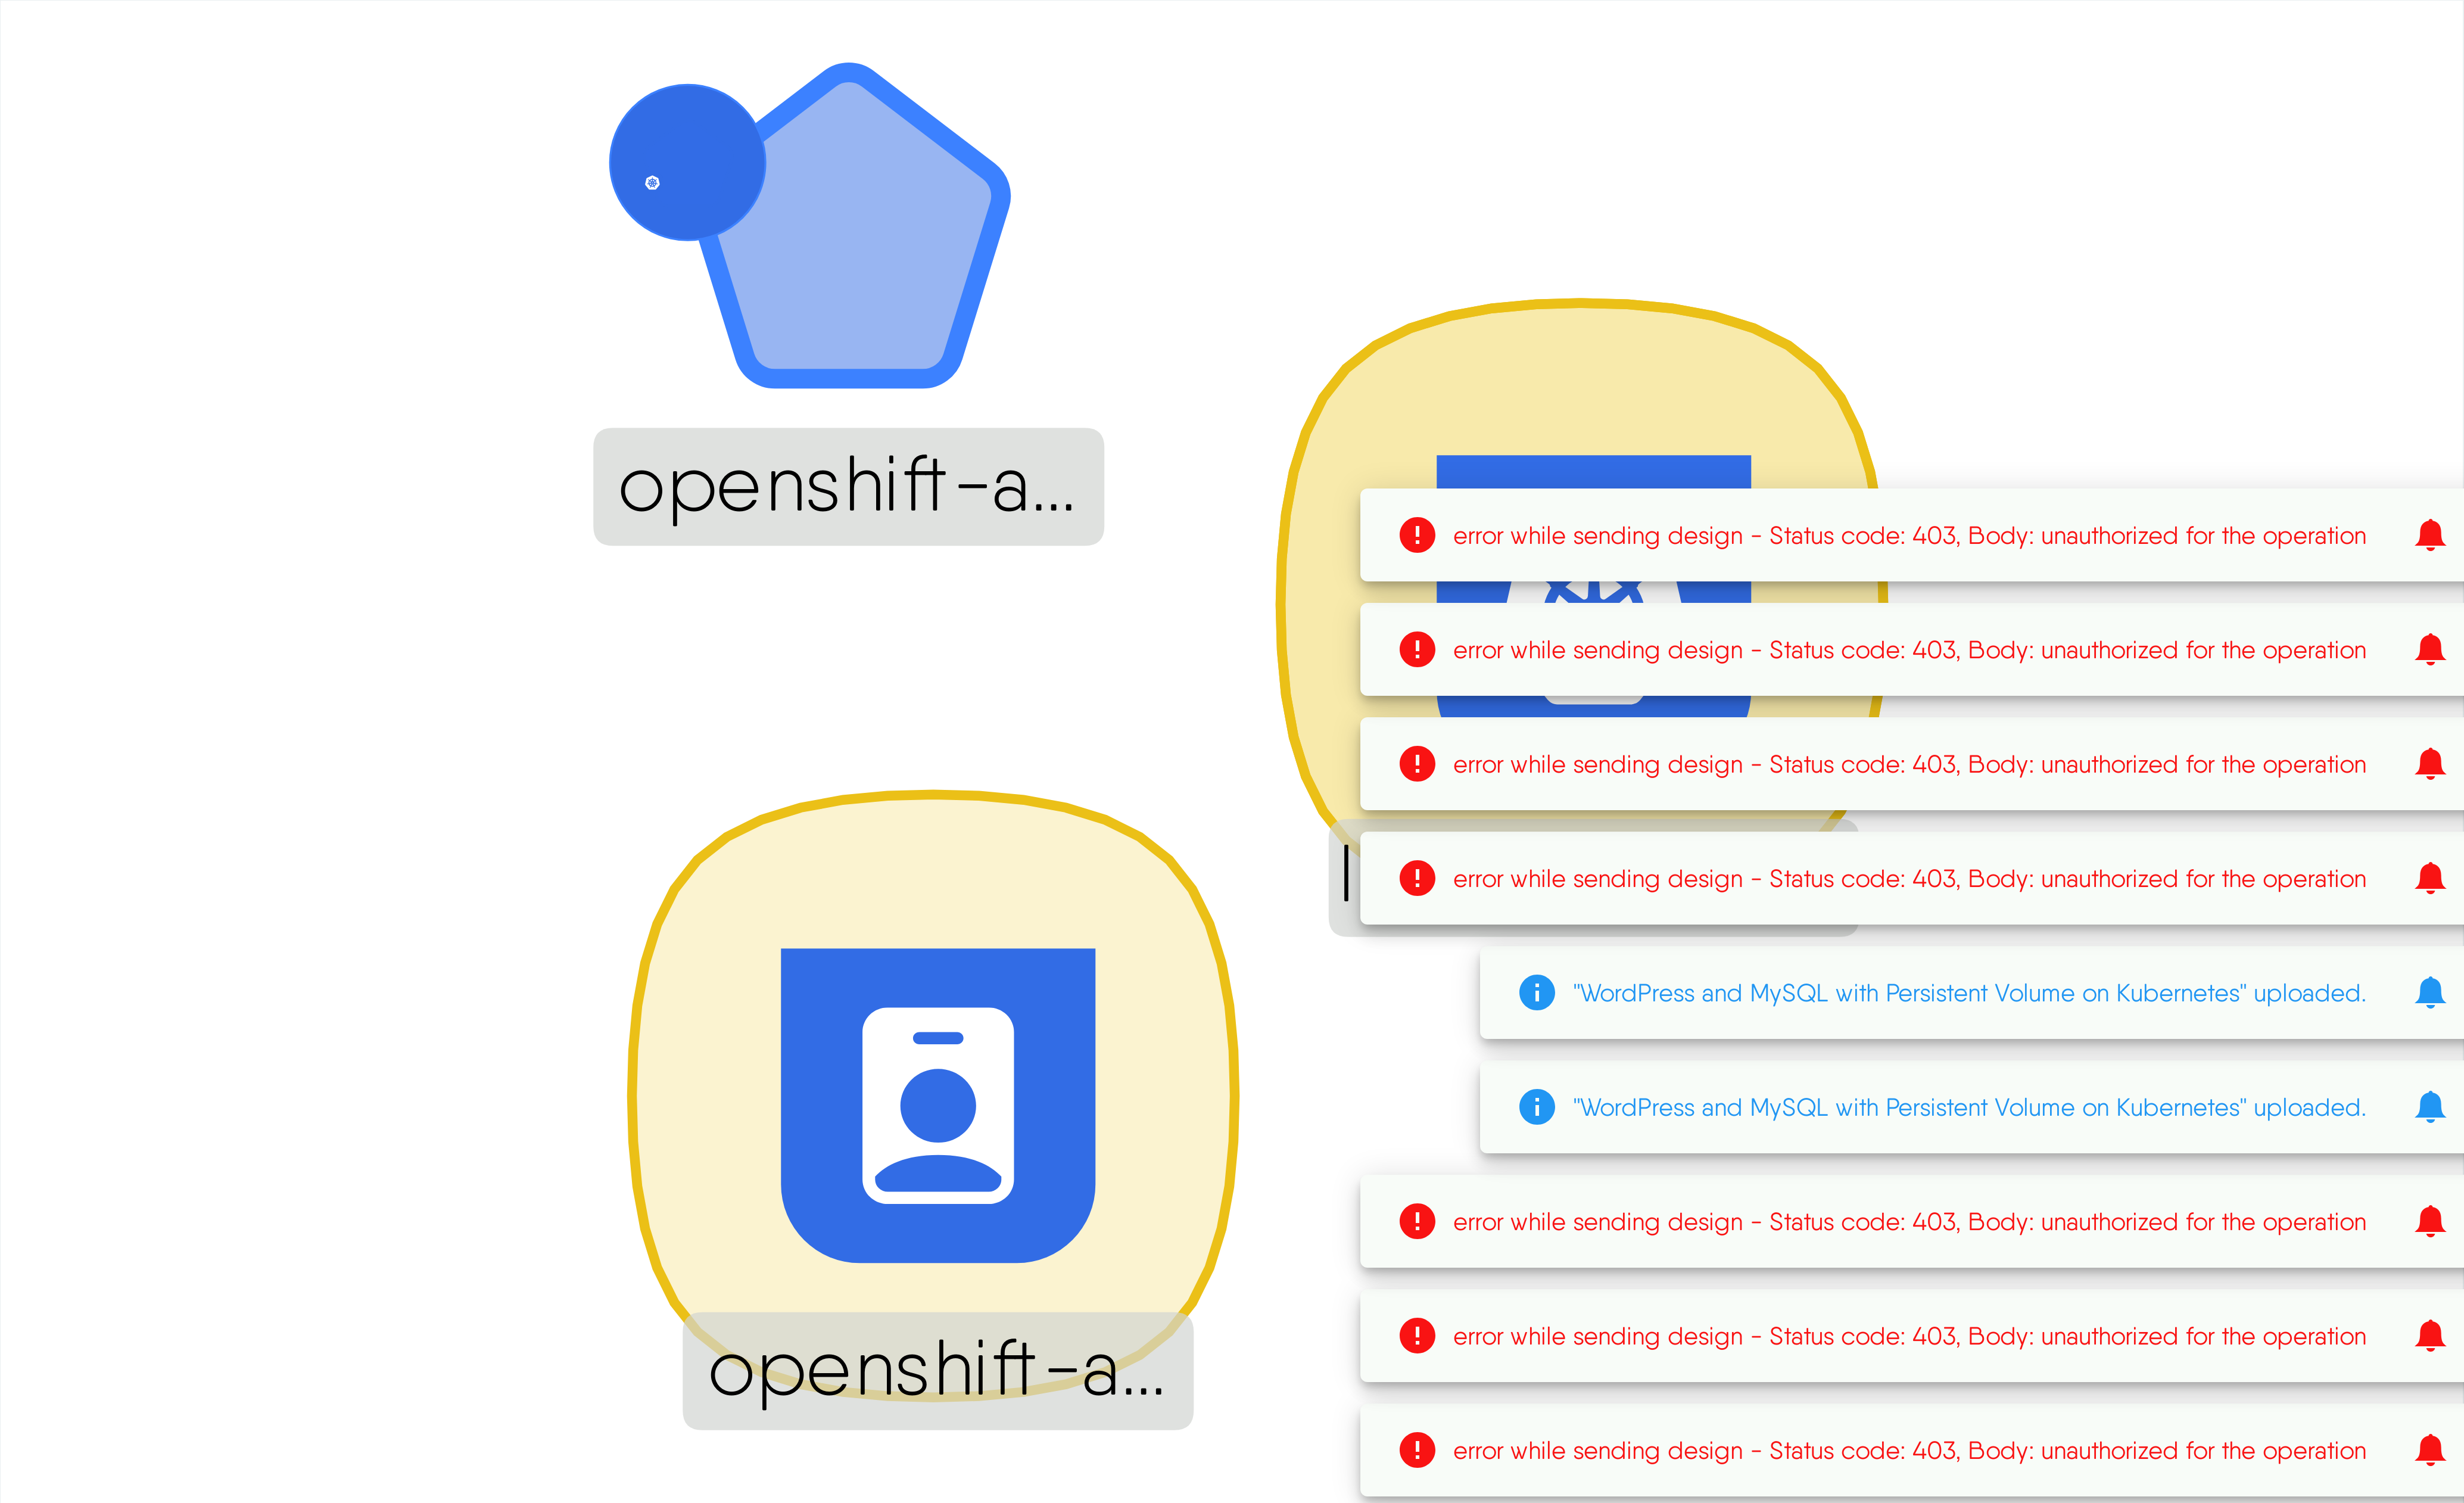 openshift-a...
error while sending design - Status code: 403, Body: unauthorized for the operation
error while sending design - Status code: 403, Body: unauthorized for the operation
error while sending design - Status code: 403, Body: unauthorized for the operation
error while sending design - Status code: 403, Body: unauthorized for the operation
"WordPress and MySQL with Persistent Volume on Kubernetes" uploaded.
"WordPress and MySQL with Persistent Volume on Kubernetes" uploaded.
error while sending design - Status code: 403, Body: unauthorized for the operation
error while sending design - Status code: 403, Body: unauthorized for the operation
openshift-a...
error while sending design - Status code: 403, Body: unauthorized for the operation